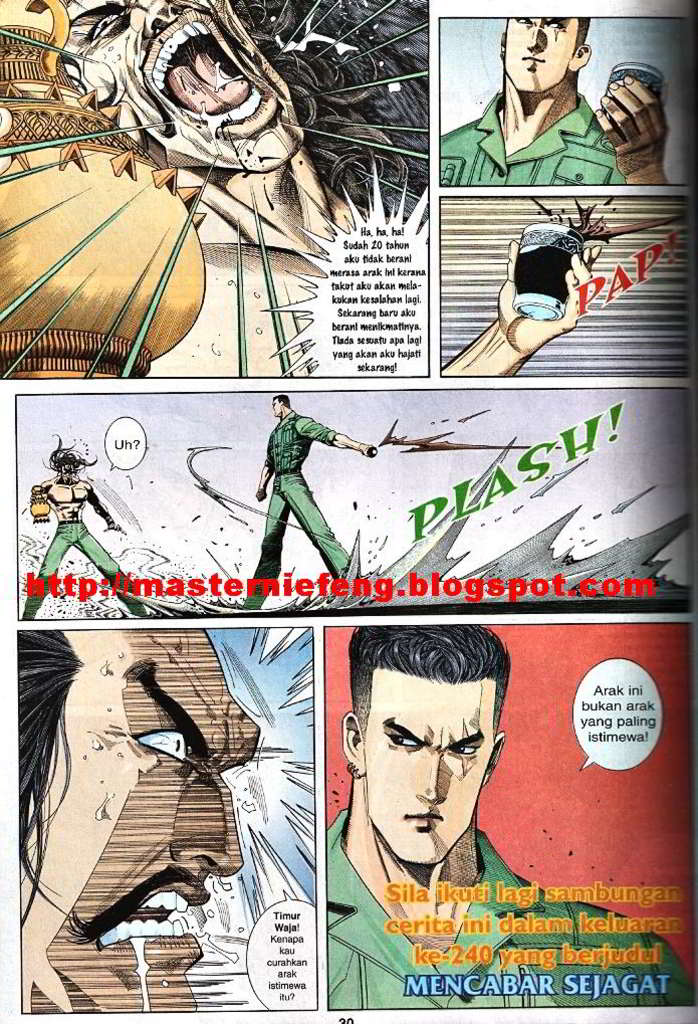 Ha, ha, ha!
Sudah 20 tahun
aku tidak berani
merasa arak ini kerana
takut aku akan mela-
kukan kesalahan lagi.
Sekarang baru aku
berani menikmatinya.
Tiada sesuatu apa lagi
yang akan aku hajati
sekarang!
PAP!
Uh?
PLASH!
http://masterniefeng.blogspot.com
Timur
Waja!
Kenapa
kau
curahkan
arak
istimewa
itu?
Arak ini
bukan arak
yang paling
istimewa!
Sila ikuti lagi sambungan
cerita ini dalam keluaran
ke-240 yang berjudul
MENCABAR SEJAGAT
30